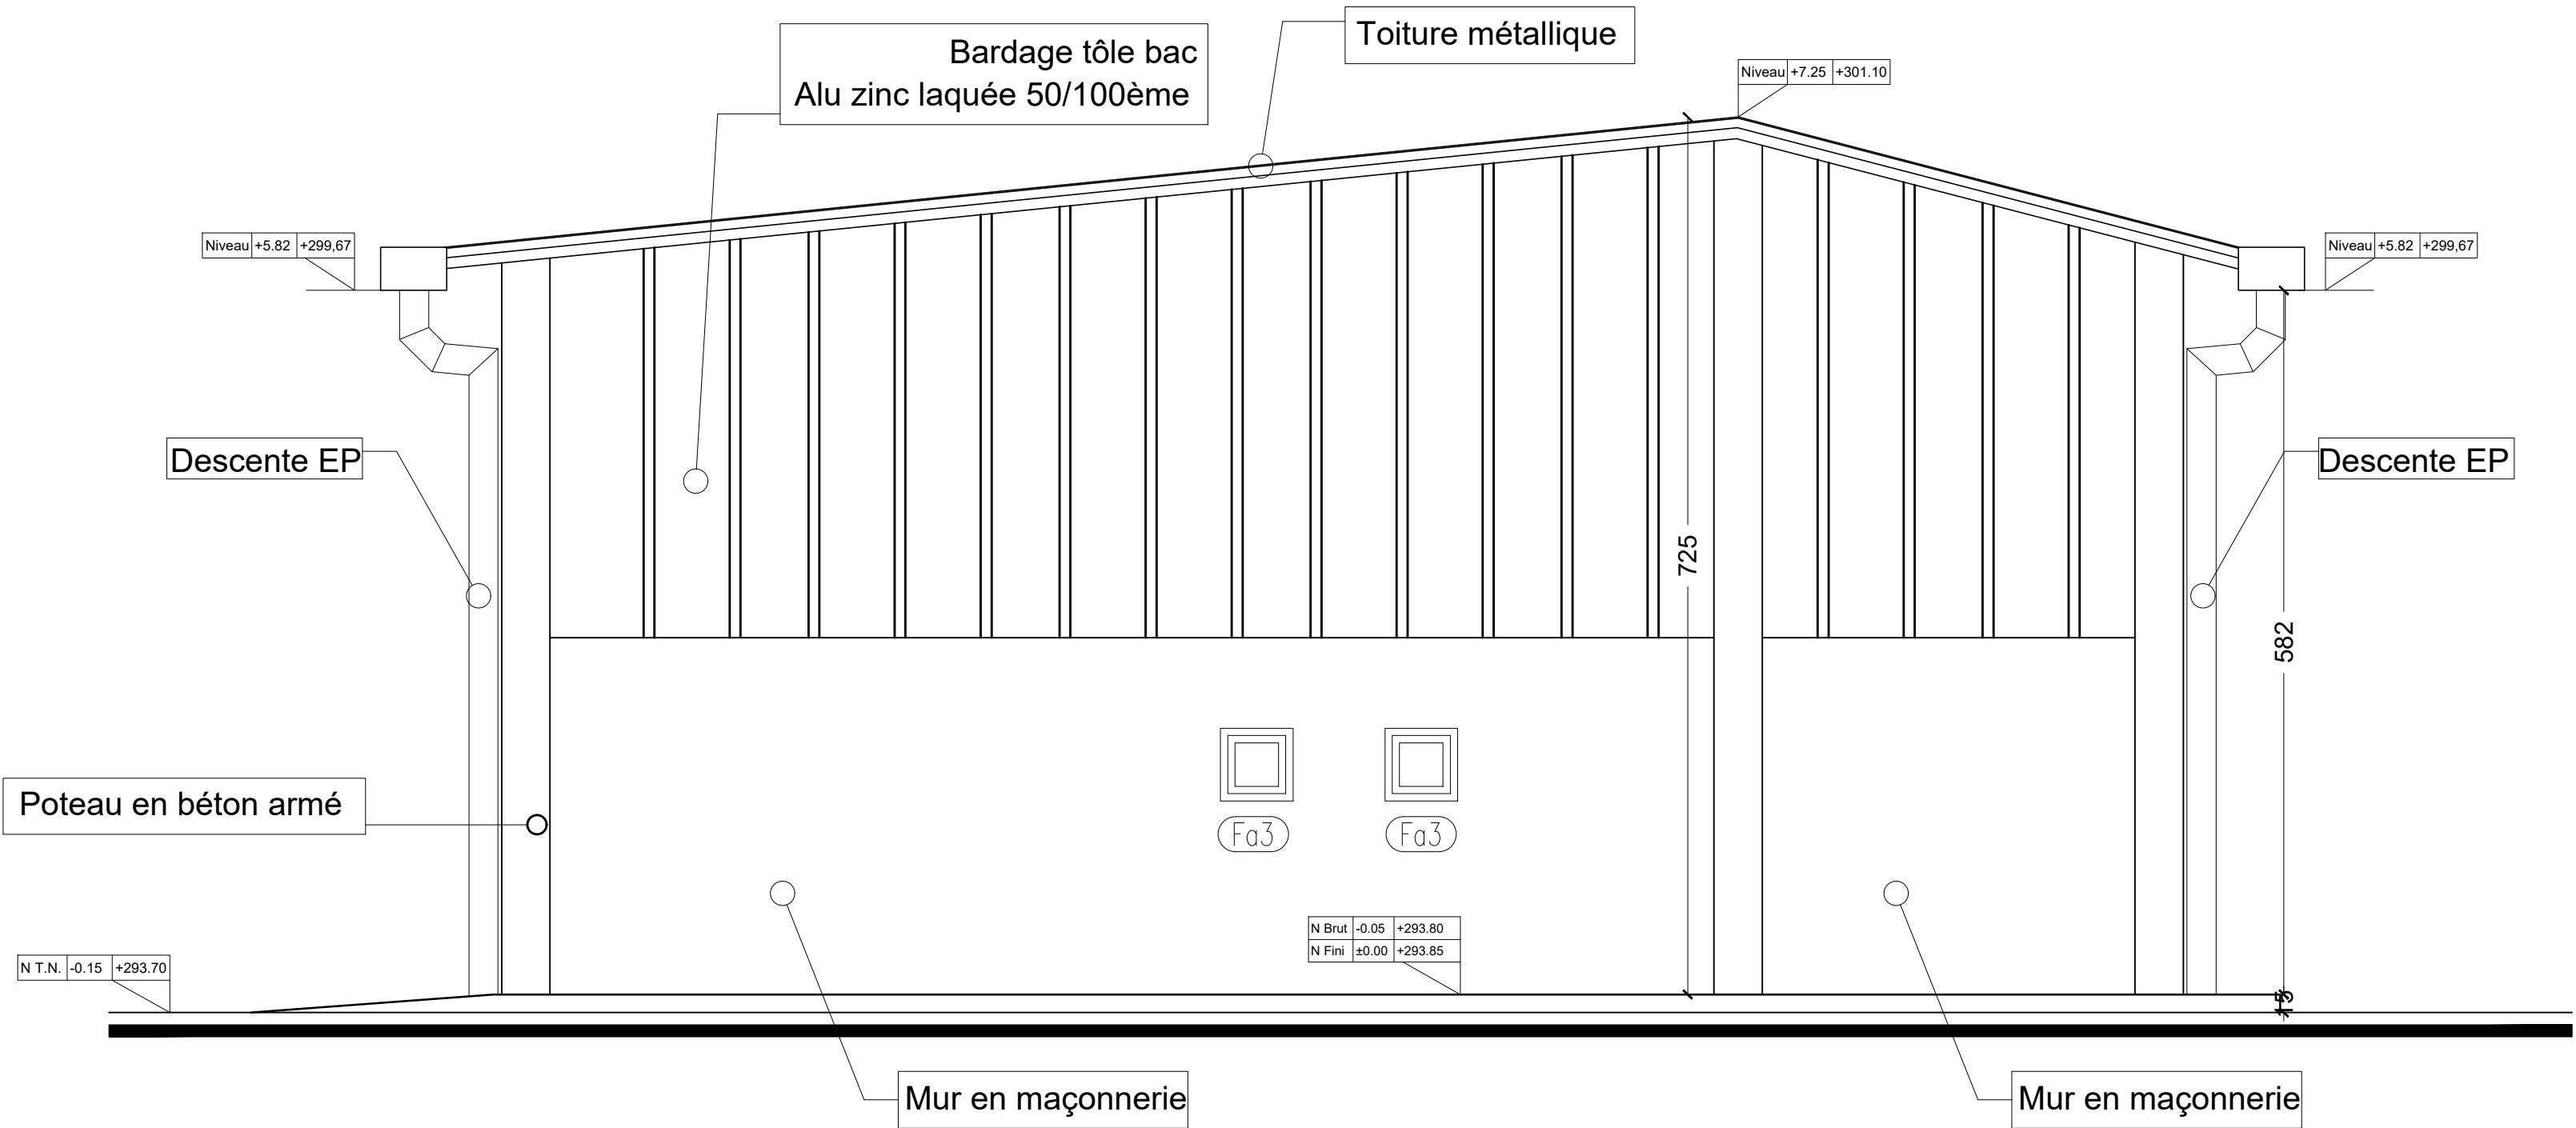 Toiture métallique
Bardage tôle bac
Alu zinc laquée 50/100ème
Niveau +7.25 +301.10
Niveau +5.82 +299,67
Niveau +5.82 +299,67
Descente EP
Descente EP
725
582
Poteau en béton armé
Fa3
Fa3
N Brut -0.05 +293.80
N Fini ±0.00 +293.85
N T.N. -0.15 +293.70
15
Mur en maçonnerie
Mur en maçonnerie